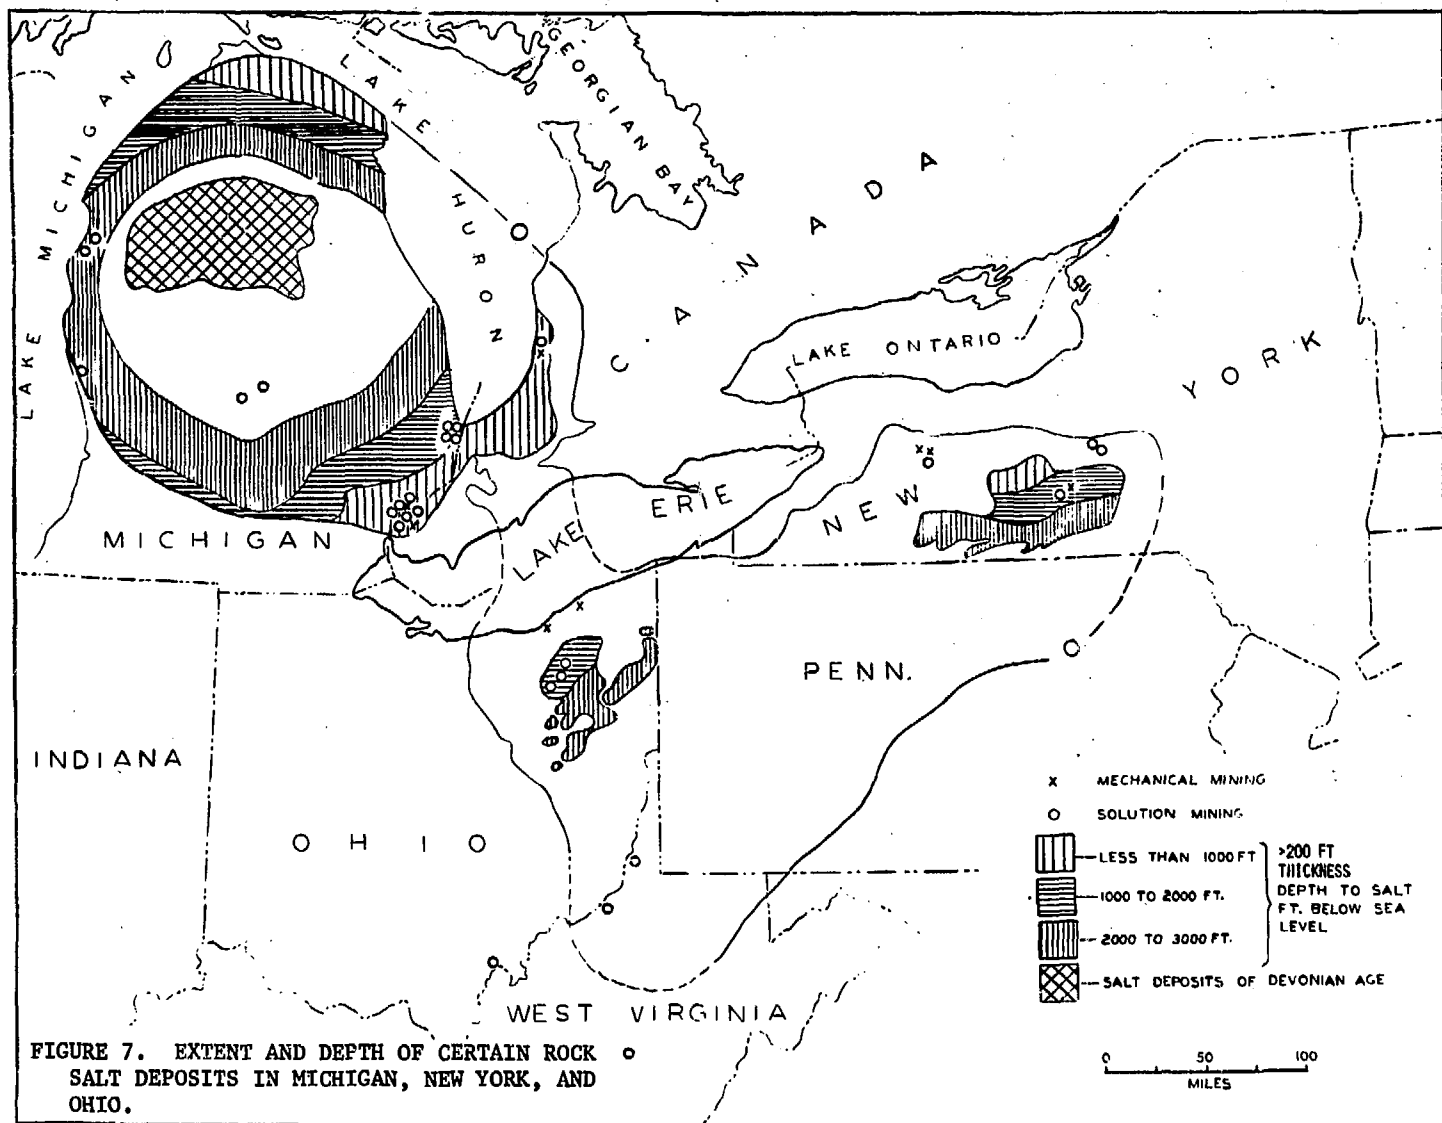 LAKE MICHIGAN
LAKE MICHIGAN
LAKE HURON
GEORGIAN BAY
CANADA
LAKE ONTARIO
NEW YORK
LAKE ERIE
MICHIGAN
PENN.
INDIANA
OHIO
WEST VIRGINIA
x MECHANICAL MINING
O SOLUTION MINING
LESS THAN 1000 FT
1000 TO 2000 FT.
2000 TO 3000 FT.
>200 FT
THICKNESS
DEPTH TO SALT
FT. BELOW SEA
LEVEL
SALT DEPOSITS OF DEVONIAN AGE
0 50 100
MILES
FIGURE 7. EXTENT AND DEPTH OF CERTAIN ROCK
SALT DEPOSITS IN MICHIGAN, NEW YORK, AND
OHIO.